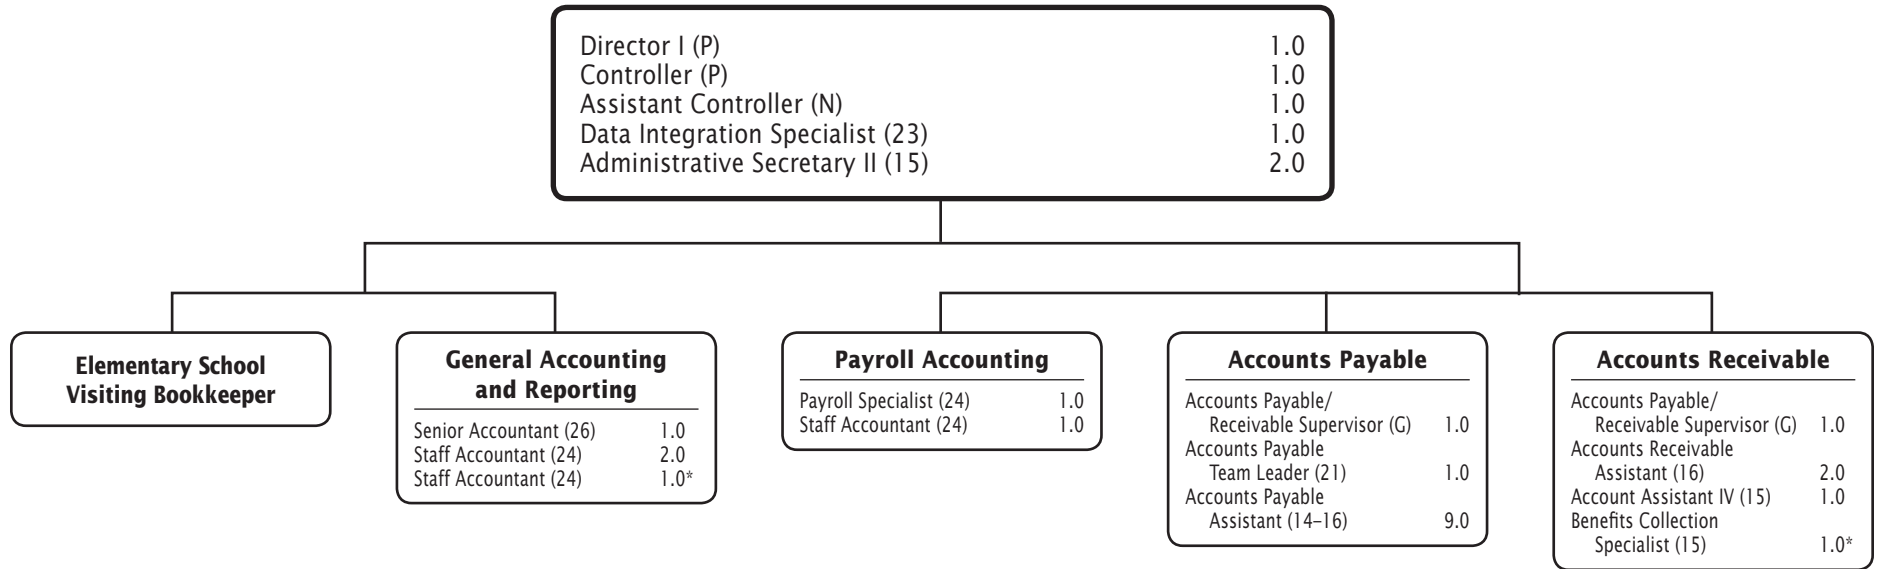 Director I (P) 1.0
Controller (P) 1.0
Assistant Controller (N) 1.0
Data Integration Specialist (23) 1.0
Administrative Secretary II (15) 2.0
Elementary School
Visiting Bookkeeper
General Accounting
and Reporting
Senior Accountant (26) 1.0
Staff Accountant (24) 2.0
Staff Accountant (24) 1.0*
Payroll Accounting
Payroll Specialist (24) 1.0
Staff Accountant (24) 1.0
Accounts Payable
Accounts Payable/
Receivable Supervisor (G) 1.0
Accounts Payable
Team Leader (21) 1.0
Accounts Payable
Assistant (14–16) 9.0
Accounts Receivable
Accounts Payable/
Receivable Supervisor (G) 1.0
Accounts Receivable
Assistant (16) 2.0
Account Assistant IV (15) 1.0
Benefits Collection
Specialist (15) 1.0*